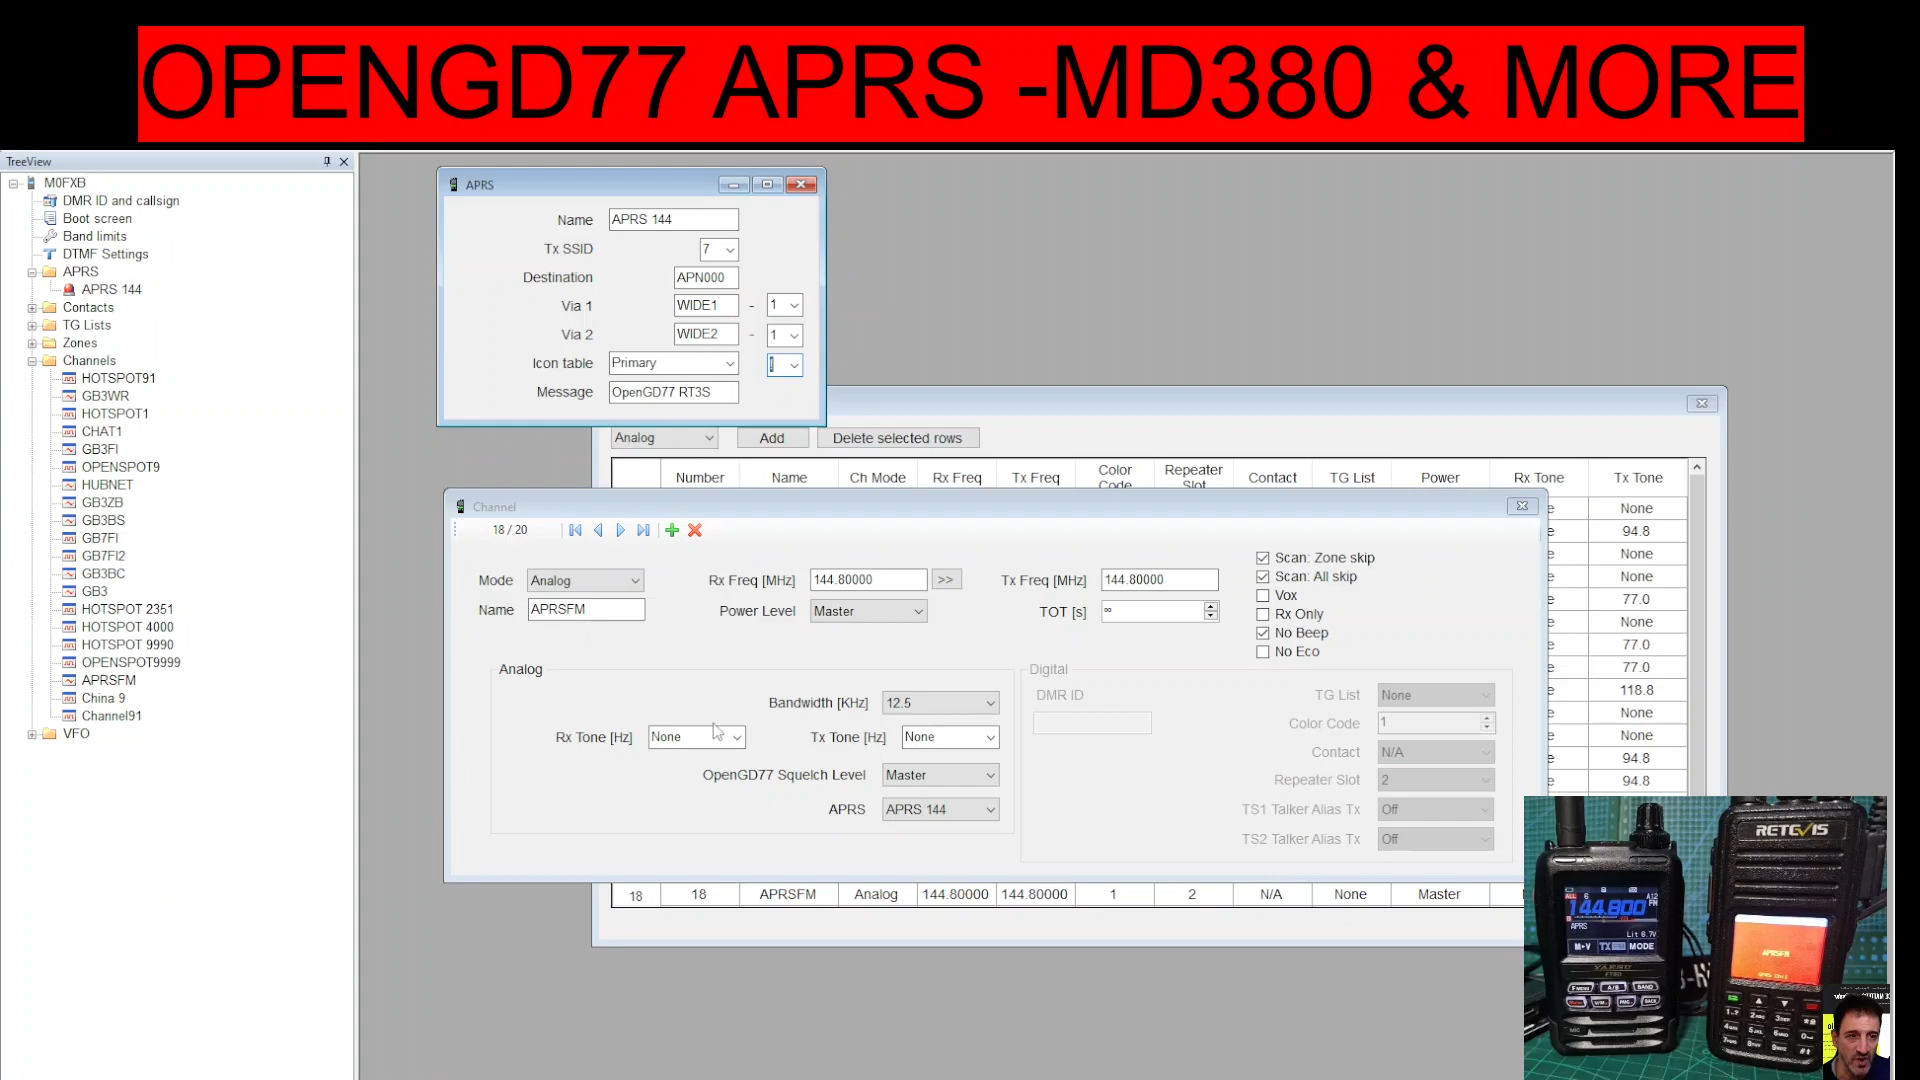 OPENGD77 APRS -MD380 & MORE
TreeView
M0FXB
DMR ID and callsign
Boot screen
Band limits
DTMF Settings
APRS
APRS 144
Contacts
TG Lists
Zones
Channels
HOTSPOT91
GB3WR
HOTSPOT1
CHAT1
GB3FI
OPENSPOT9
HUBNET
GB3ZB
GB3BS
GB7FI
GB7FI2
GB3BC
GB3
HOTSPOT 2351
HOTSPOT 4000
HOTSPOT 9990
OPENSPOT9999
APRSFM
China 9
Channel91
VFO
APRS
Name APRS 144
Tx SSID 7
Destination APN000
Via 1 WIDE1 - 1
Via 2 WIDE2 - 1
Icon table Primary
Message OpenGD77 RT3S
Analog Add Delete selected rows
Number Name Ch Mode Rx Freq Tx Freq Color Code Repeater Slot Contact TG List Power Rx Tone Tx Tone
None
94.8
None
None
77.0
None
77.0
77.0
118.8
None
None
94.8
94.8
Channel
18 / 20
Mode Analog Rx Freq [MHz] 144.80000 >> Tx Freq [MHz] 144.80000
Name APRSFM Power Level Master TOT [s] ∞
Scan: Zone skip
Scan: All skip
Vox
Rx Only
No Beep
No Eco
Analog
Bandwidth [KHz] 12.5
Rx Tone [Hz] None Tx Tone [Hz] None
OpenGD77 Squelch Level Master
APRS APRS 144
Digital
DMR ID TG List None
Color Code 1
Contact N/A
Repeater Slot 2
TS1 Talker Alias Tx Off
TS2 Talker Alias Tx Off
18 18 APRSFM Analog 144.80000 144.80000 1 2 N/A None Master
144.800
APRS
Lit 6.7V
M▸V TX MODE
YAESU
RETEVIS
APRSFM